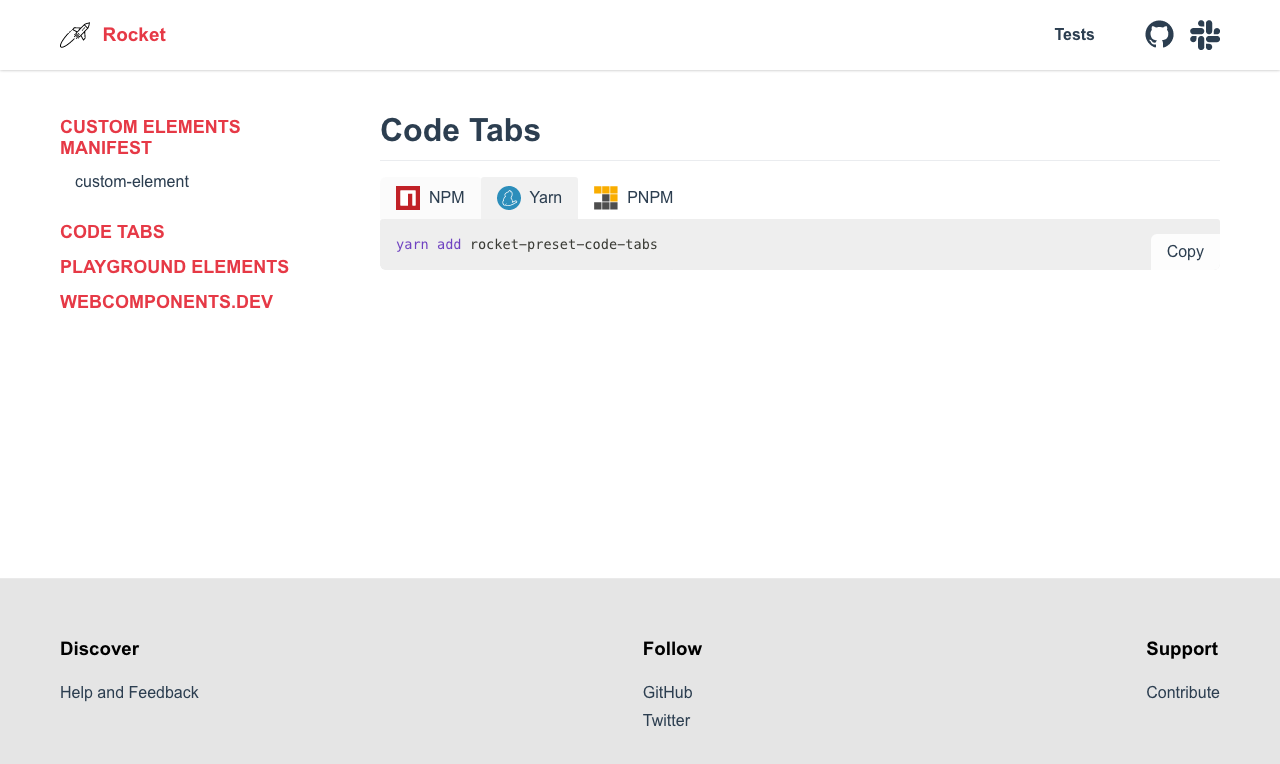 Rocket
Tests
CUSTOM ELEMENTS
MANIFEST
custom-element
CODE TABS
PLAYGROUND ELEMENTS
WEBCOMPONENTS.DEV
Code Tabs
NPM Yarn PNPM
yarn add rocket-preset-code-tabs
Copy
Discover
Help and Feedback
Follow
GitHub
Twitter
Support
Contribute